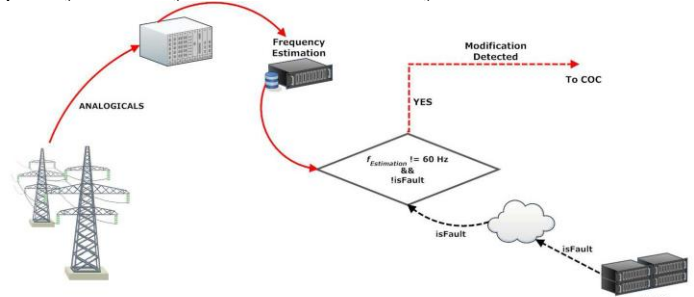 Frequency
Estimation
Modification
Detected
To COC
ANALOGICALS
YES
fEstimation != 60 Hz
&&
!isFault
isFault
isFault